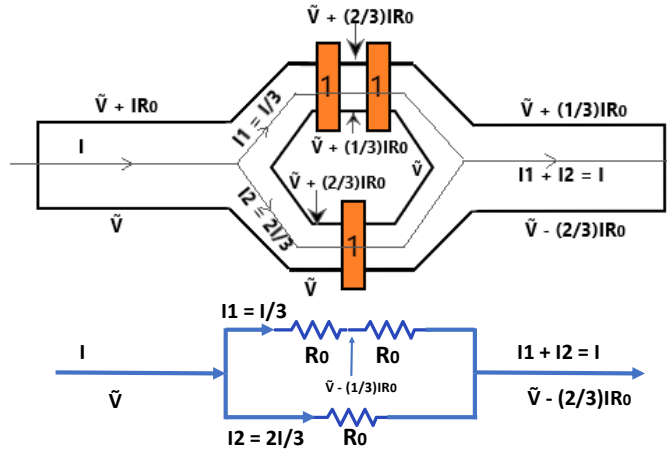 Ṽ + (2/3)IR0
Ṽ + IR0
Ṽ + (1/3)IR0
1
1
I1 = I/3
I
Ṽ + (1/3)IR0
Ṽ
Ṽ + (2/3)IR0
I1 + I2 = I
I2 = 2I/3
Ṽ
1
Ṽ - (2/3)IR0
Ṽ
I1 = I/3
I
R0
R0
I1 + I2 = I
Ṽ - (1/3)IR0
Ṽ
Ṽ - (2/3)IR0
I2 = 2I/3
R0